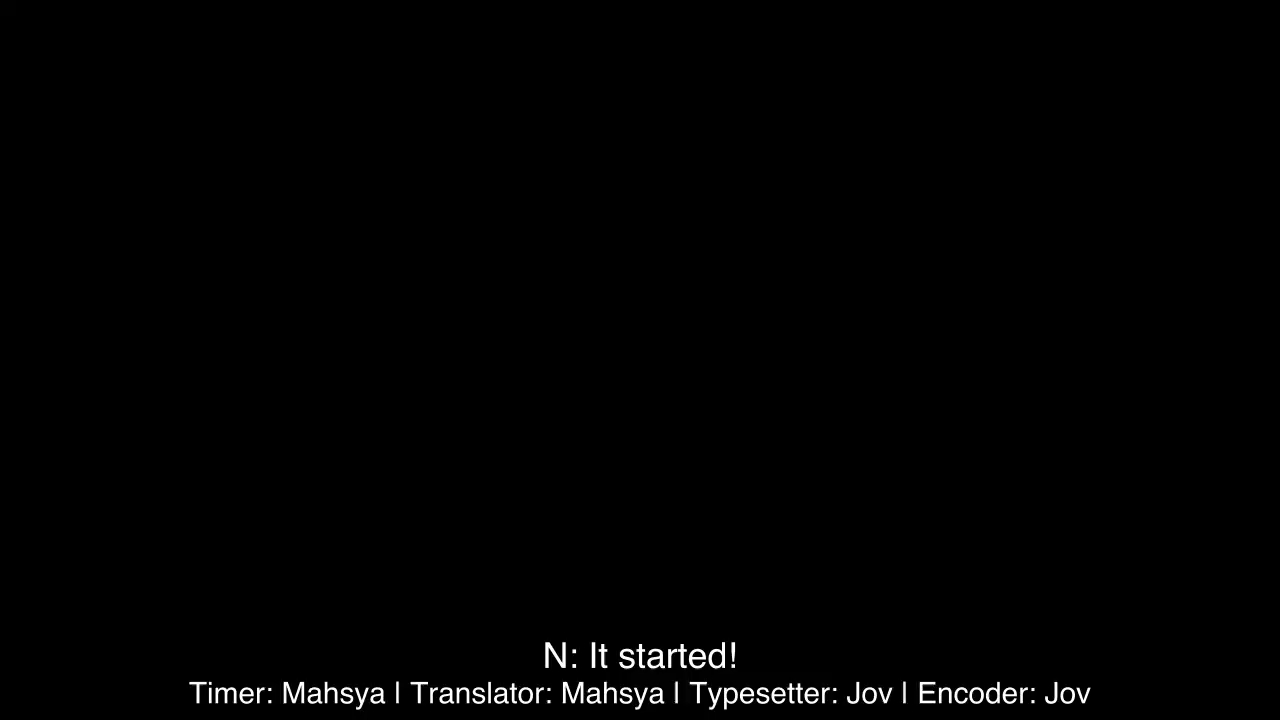 N: It started!
Timer: Mahsya | Translator: Mahsya | Typesetter: Jov | Encoder: Jov